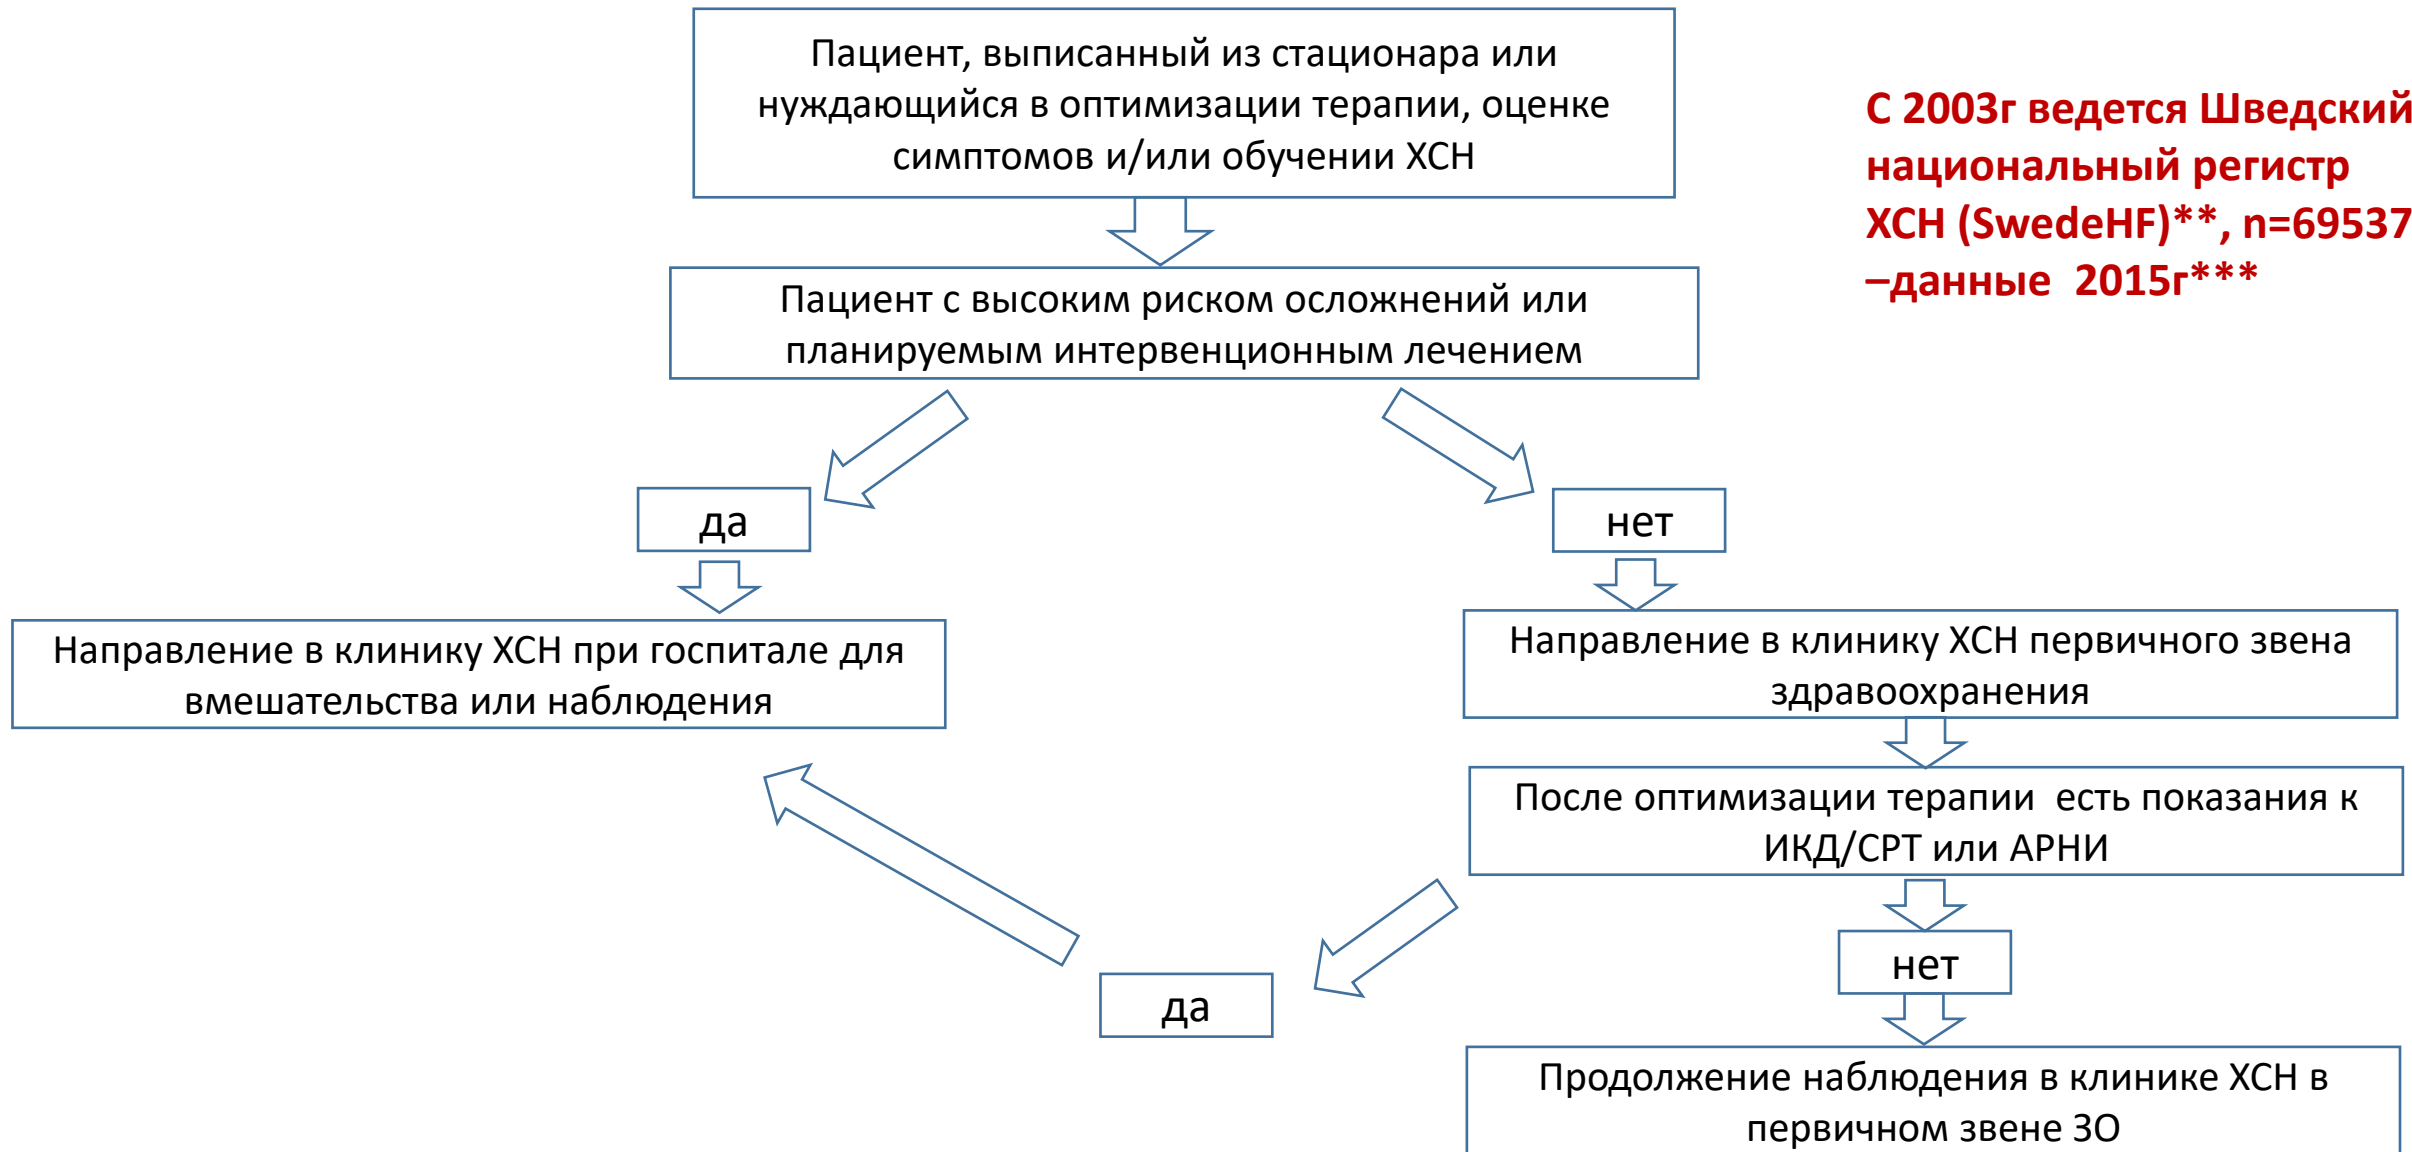 Пациент, выписанный из стационара или
нуждающийся в оптимизации терапии, оценке
симптомов и/или обучении ХСН
С 2003г ведется Шведский
национальный регистр
ХСН (SwedeHF)**, n=69537
–данные 2015г***
Пациент с высоким риском осложнений или
планируемым интервенционным лечением
да
нет
Направление в клинику ХСН при госпитале для
вмешательства или наблюдения
Направление в клинику ХСН первичного звена
здравоохранения
После оптимизации терапии есть показания к
ИКД/СРТ или АРНИ
да
нет
Продолжение наблюдения в клинике ХСН в
первичном звене ЗО